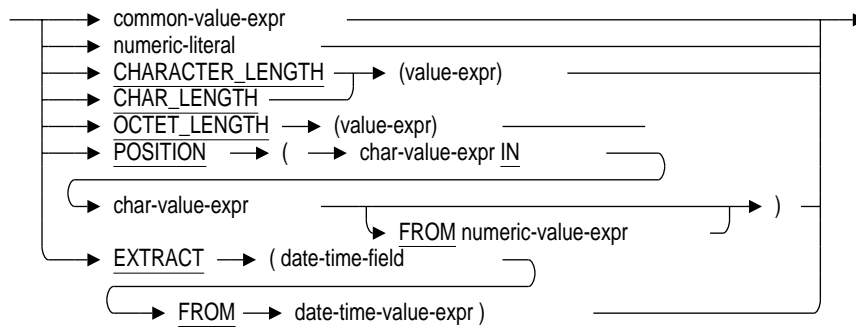 common-value-expr
numeric-literal
CHARACTER_LENGTH (value-expr)
CHAR_LENGTH
OCTET_LENGTH (value-expr)
POSITION ( char-value-expr IN
char-value-expr )
FROM numeric-value-expr
EXTRACT ( date-time-field
FROM date-time-value-expr )